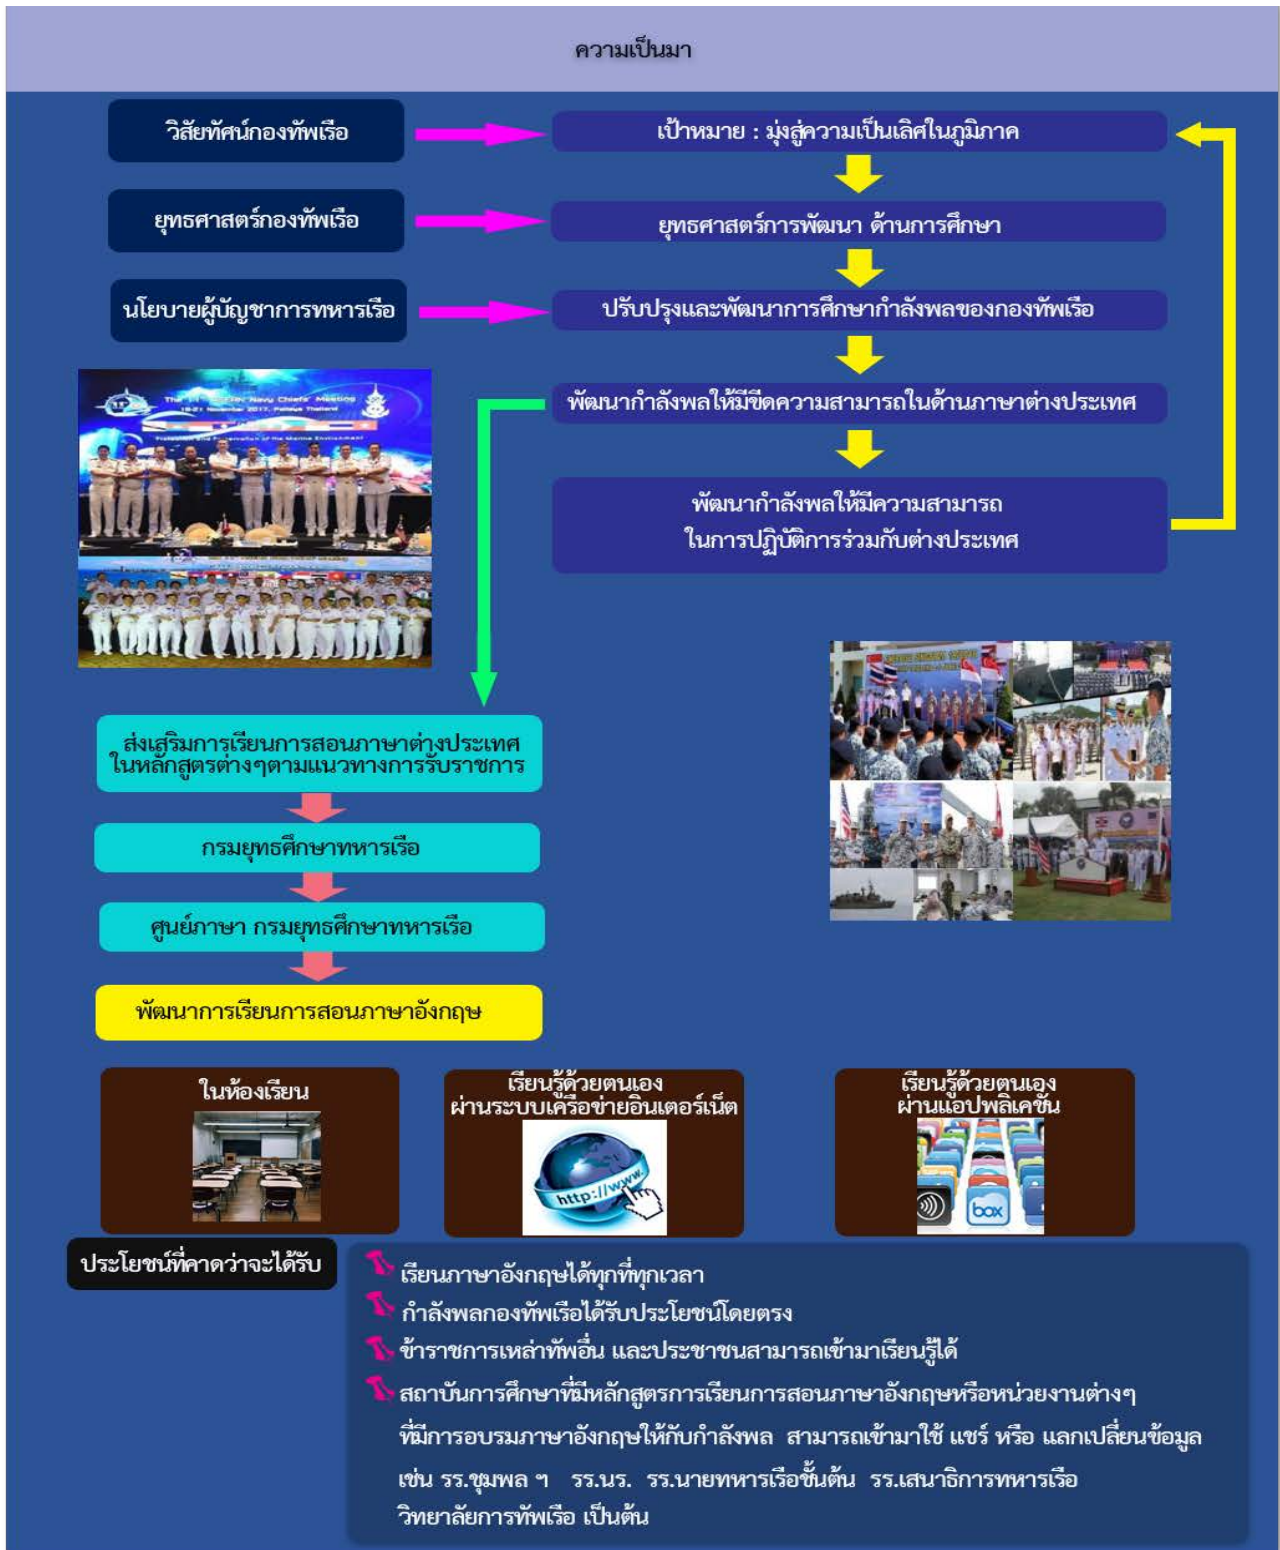 ความเป็นมา
วิสัยทัศน์กองทัพเรือ
เป้าหมาย : มุ่งสู่ความเป็นเลิศในภูมิภาค
ยุทธศาสตร์กองทัพเรือ
ยุทธศาสตร์การพัฒนา ด้านการศึกษา
นโยบายผู้บัญชาการทหารเรือ
ปรับปรุงและพัฒนาการศึกษากำลังพลของกองทัพเรือ
พัฒนากำลังพลให้มีขีดความสามารถในด้านภาษาต่างประเทศ
พัฒนากำลังพลให้มีความสามารถ
ในการปฏิบัติการร่วมกับต่างประเทศ
The 11th ASEAN Navy Chiefs' Meeting
18-21 November 2017, Pattaya Thailand
Protection and Preservation of the Marine Environment
ส่งเสริมการเรียนการสอนภาษาต่างประเทศ
ในหลักสูตรต่างๆตามแนวทางการรับราชการ
กรมยุทธศึกษาทหารเรือ
ศูนย์ภาษา กรมยุทธศึกษาทหารเรือ
พัฒนาการเรียนการสอนภาษาอังกฤษ
ในห้องเรียน
เรียนรู้ด้วยตนเอง
ผ่านระบบเครือข่ายอินเตอร์เน็ต
http://www.
เรียนรู้ด้วยตนเอง
ผ่านแอปพลิเคชัน
box
ประโยชน์ที่คาดว่าจะได้รับ
เรียนภาษาอังกฤษได้ทุกที่ทุกเวลา
กำลังพลกองทัพเรือได้รับประโยชน์โดยตรง
ข้าราชการเหล่าทัพอื่น และประชาชนสามารถเข้ามาเรียนรู้ได้
สถาบันการศึกษาที่มีหลักสูตรการเรียนการสอนภาษาอังกฤษหรือหน่วยงานต่างๆ
ที่มีการอบรมภาษาอังกฤษให้กับกำลังพล สามารถเข้ามาใช้ แชร์ หรือ แลกเปลี่ยนข้อมูล
เช่น รร.ชุมพล ฯ รร.นร. รร.นายทหารเรือชั้นต้น รร.เสนาธิการทหารเรือ
วิทยาลัยการทัพเรือ เป็นต้น